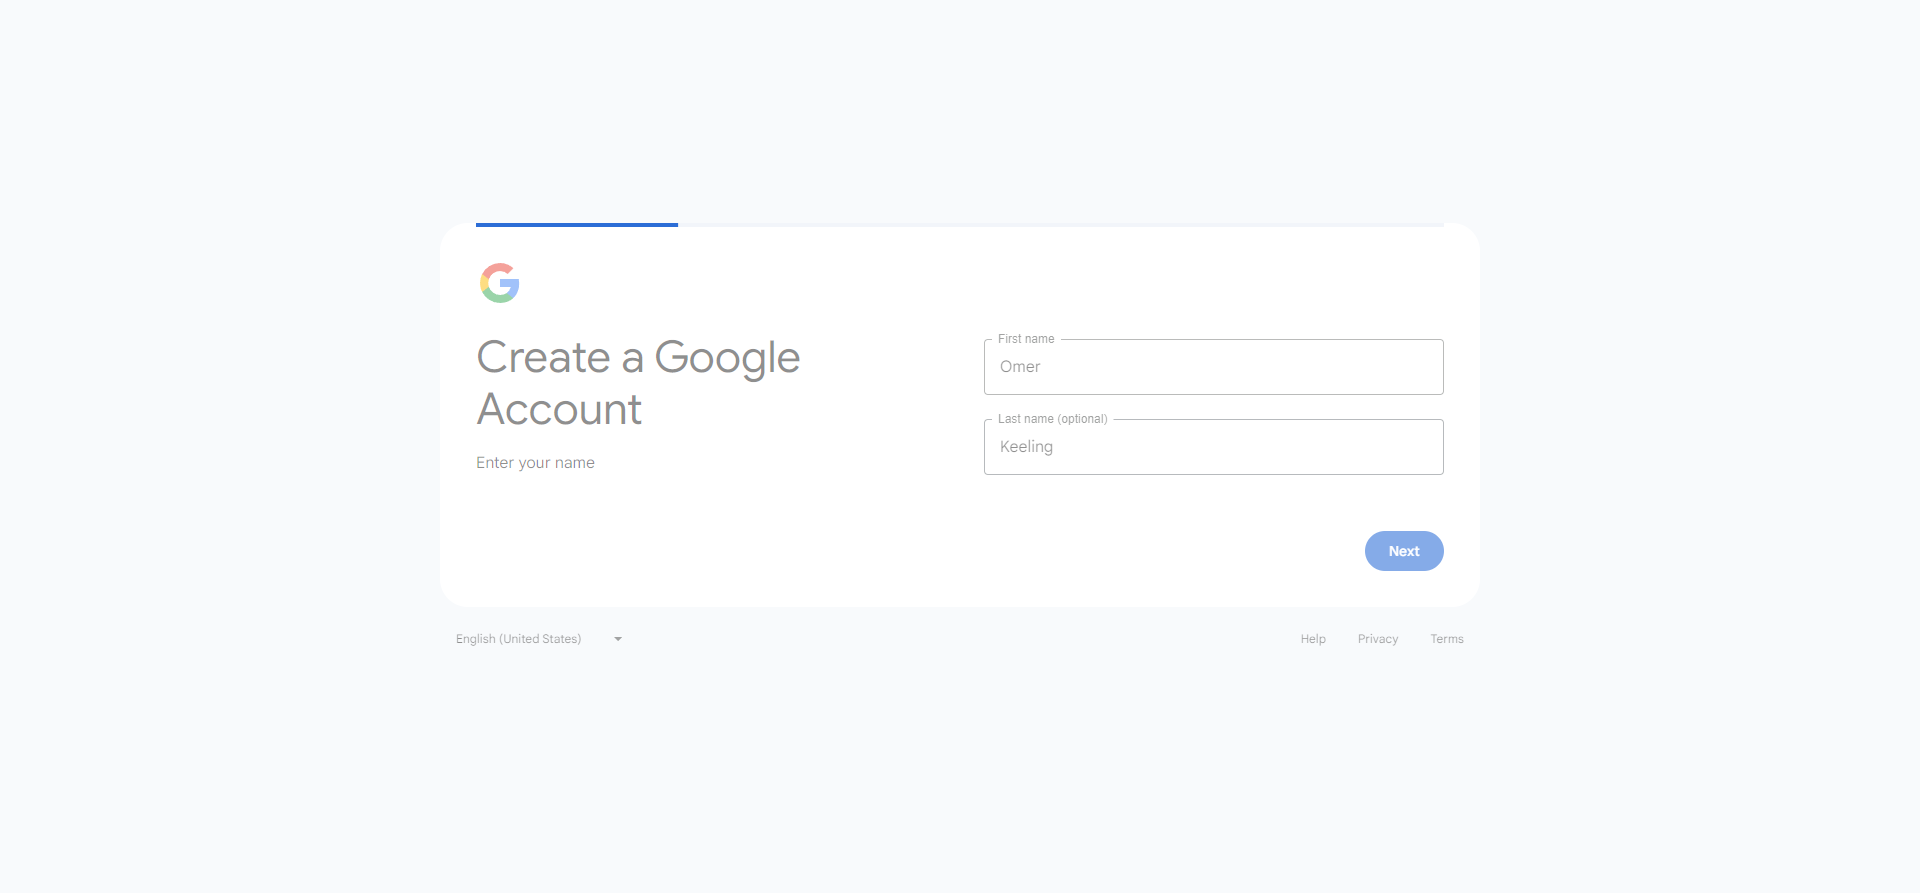 Create a Google
Account
Enter your name
First name
Omer
Last name (optional)
Keeling
Next
English (United States)
Help
Privacy
Terms